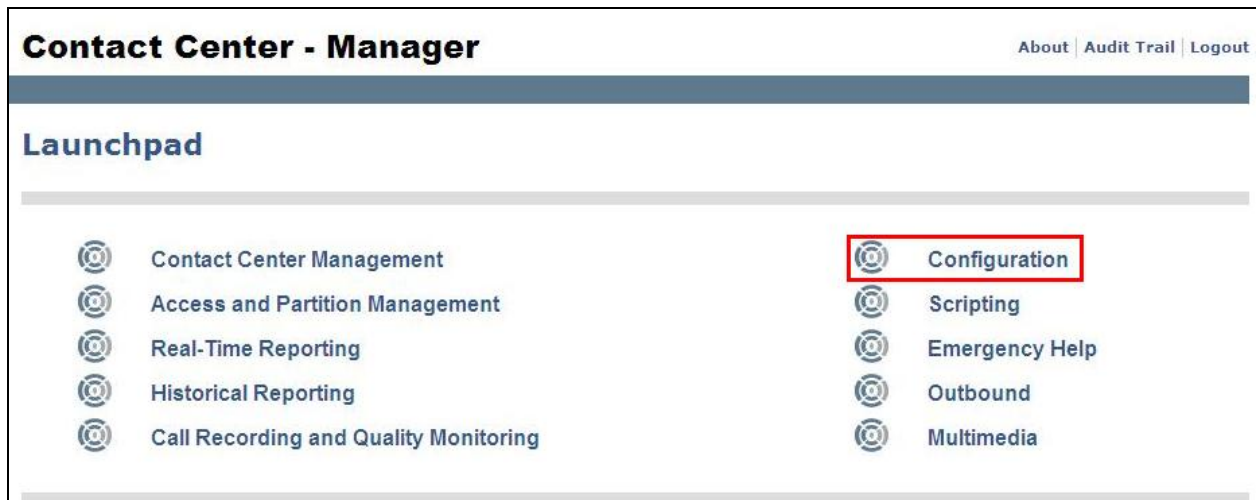 Contact Center - Manager
About | Audit Trail | Logout
Launchpad
Contact Center Management
Configuration
Access and Partition Management
Scripting
Real-Time Reporting
Emergency Help
Historical Reporting
Outbound
Call Recording and Quality Monitoring
Multimedia